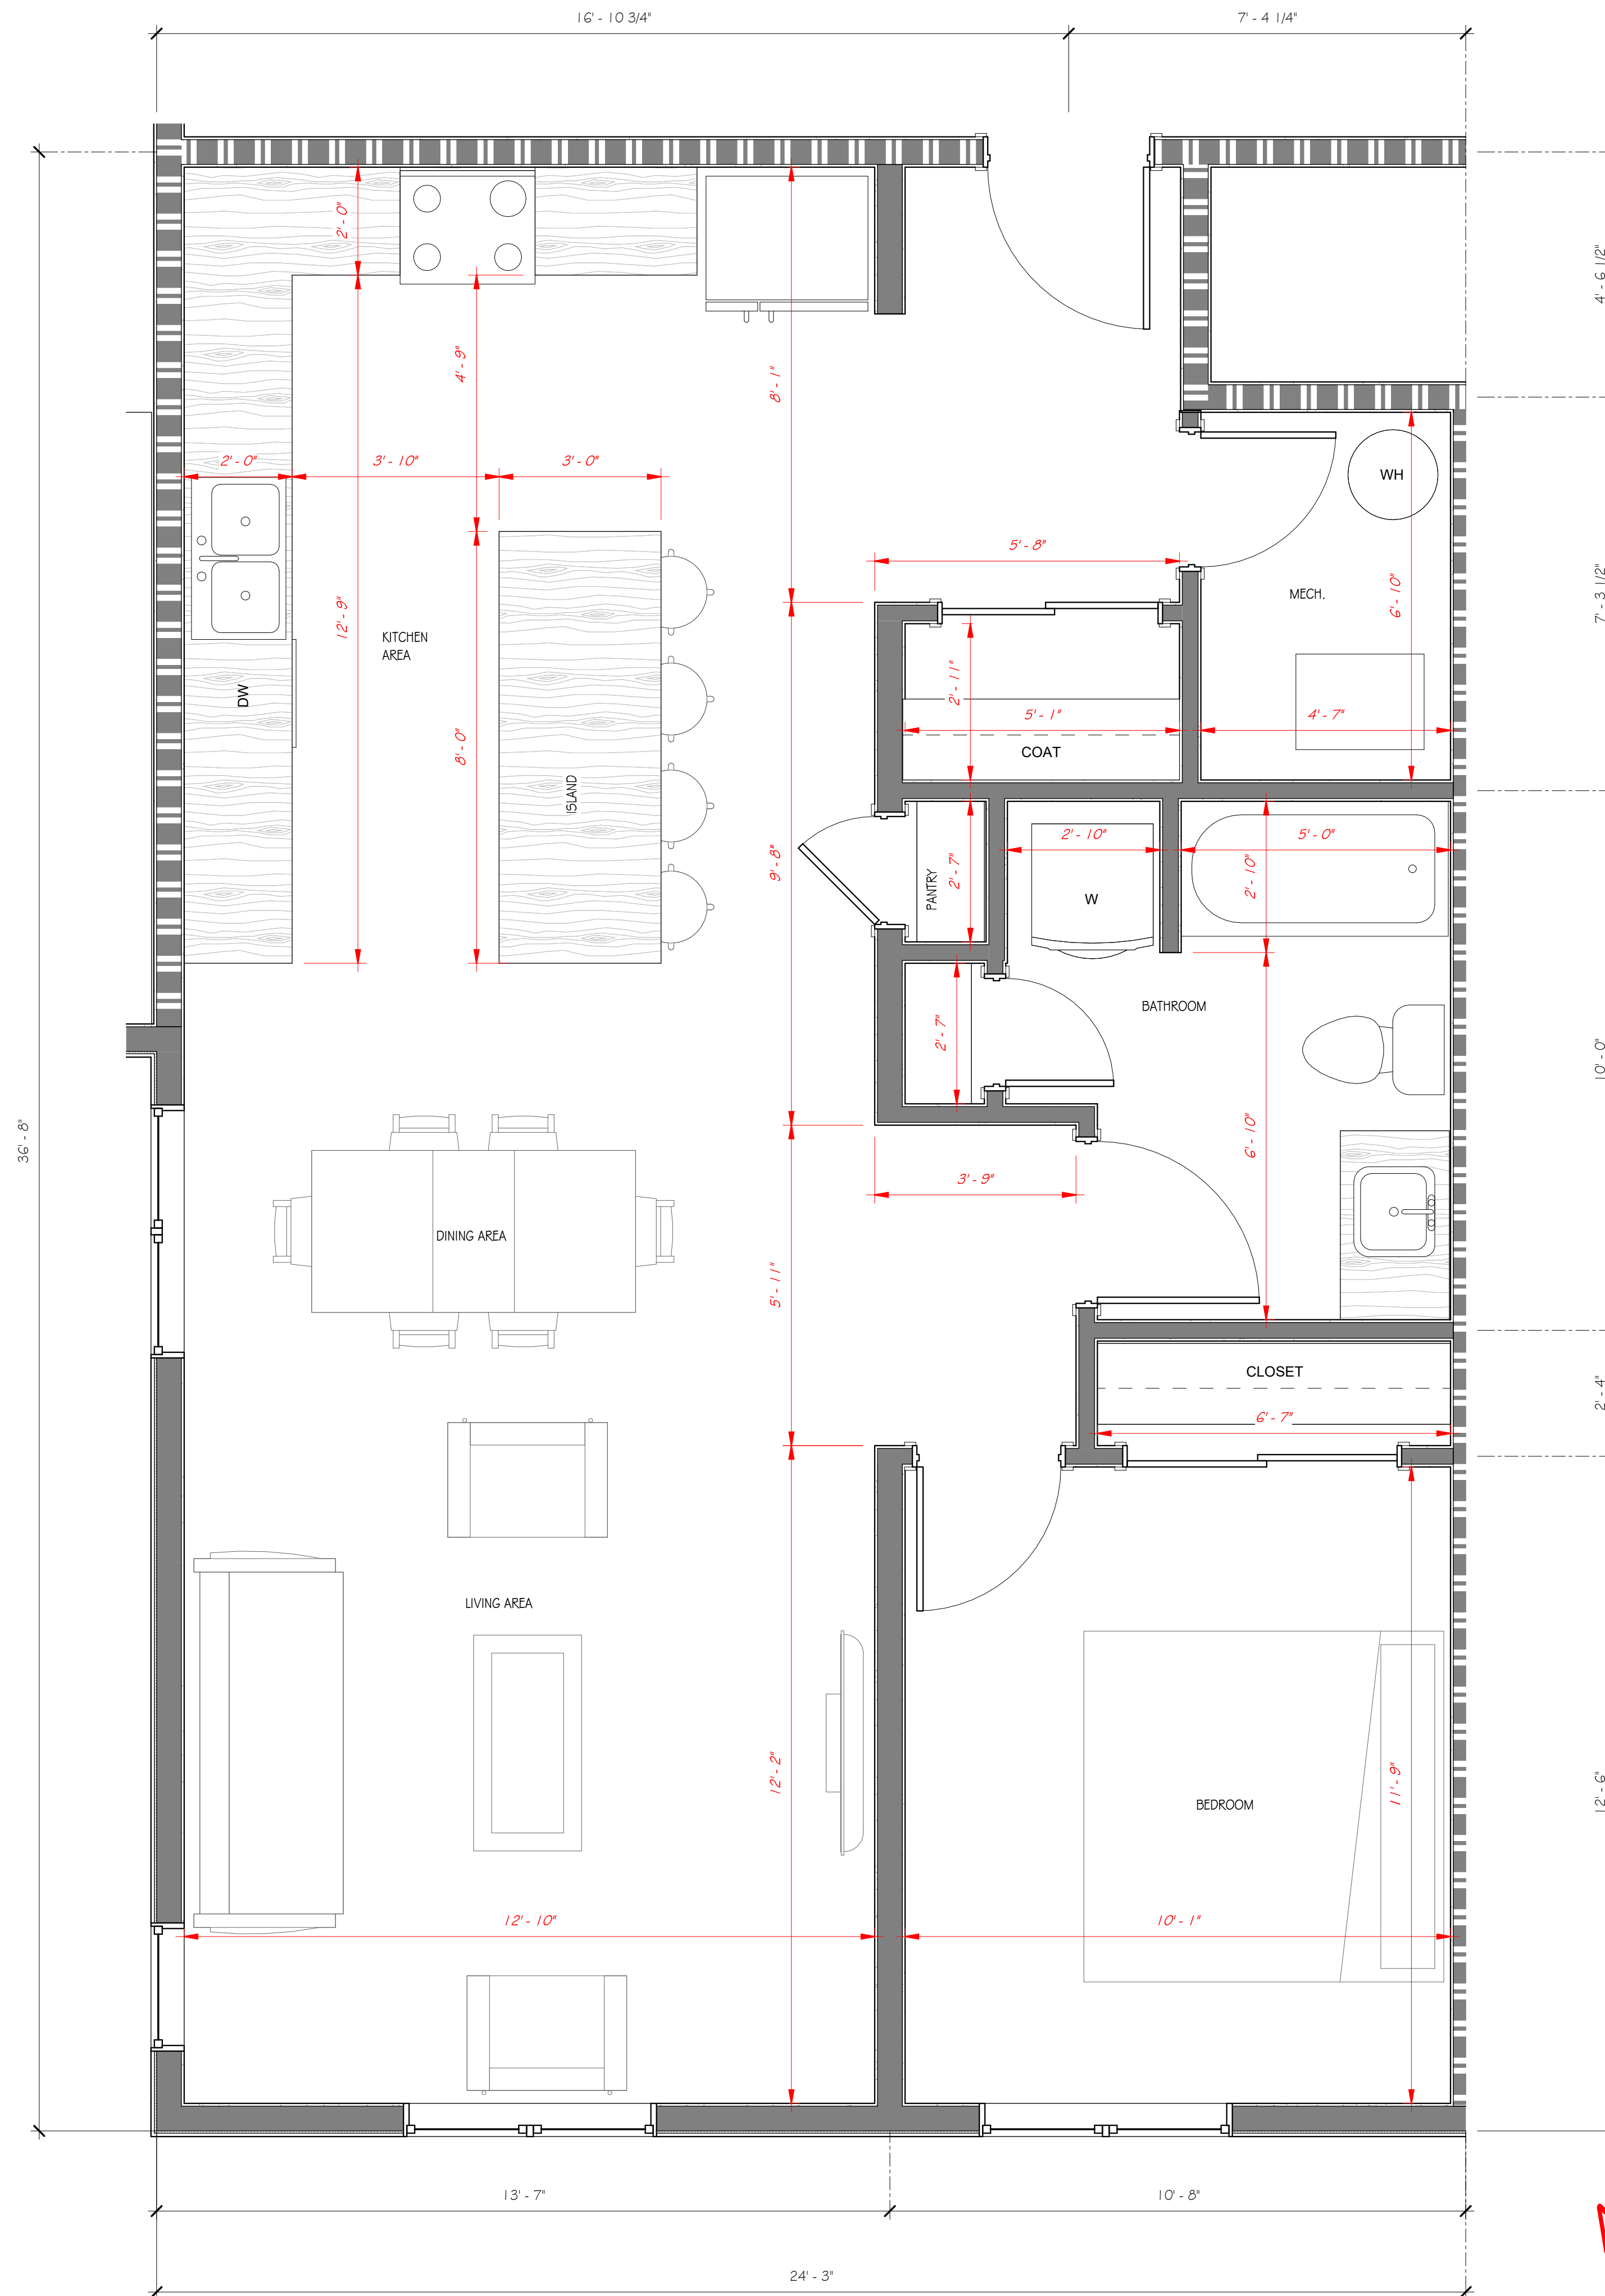 16' - 10 3/4"
7' - 4 1/4"
2' - 0"
4' - 6 1/2"
4' - 9"
8' - 1"
2' - 0"
3' - 10"
3' - 0"
WH
5' - 8"
12' - 9"
6' - 10"
7' - 3 1/2"
MECH.
KITCHEN
AREA
DW
2' - 11"
5' - 1"
4' - 7"
8' - 0"
COAT
ISLAND
2' - 10"
5' - 0"
9' - 8"
2' - 7"
2' - 10"
PANTRY
W
BATHROOM
2' - 7"
10' - 0"
36' - 8"
6' - 10"
3' - 9"
DINING AREA
5' - 11"
CLOSET
2' - 4"
6' - 7"
LIVING AREA
12' - 2"
11' - 9"
12' - 6"
BEDROOM
12' - 10"
10' - 1"
13' - 7"
10' - 8"
24' - 3"